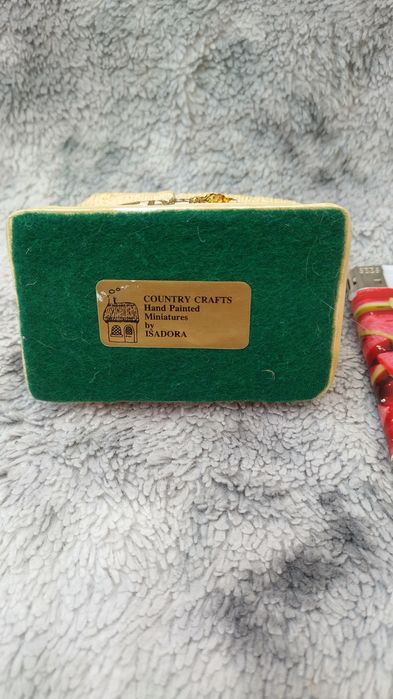 COUNTRY CRAFTS
Hand Painted
Miniatures
by
ISADORA